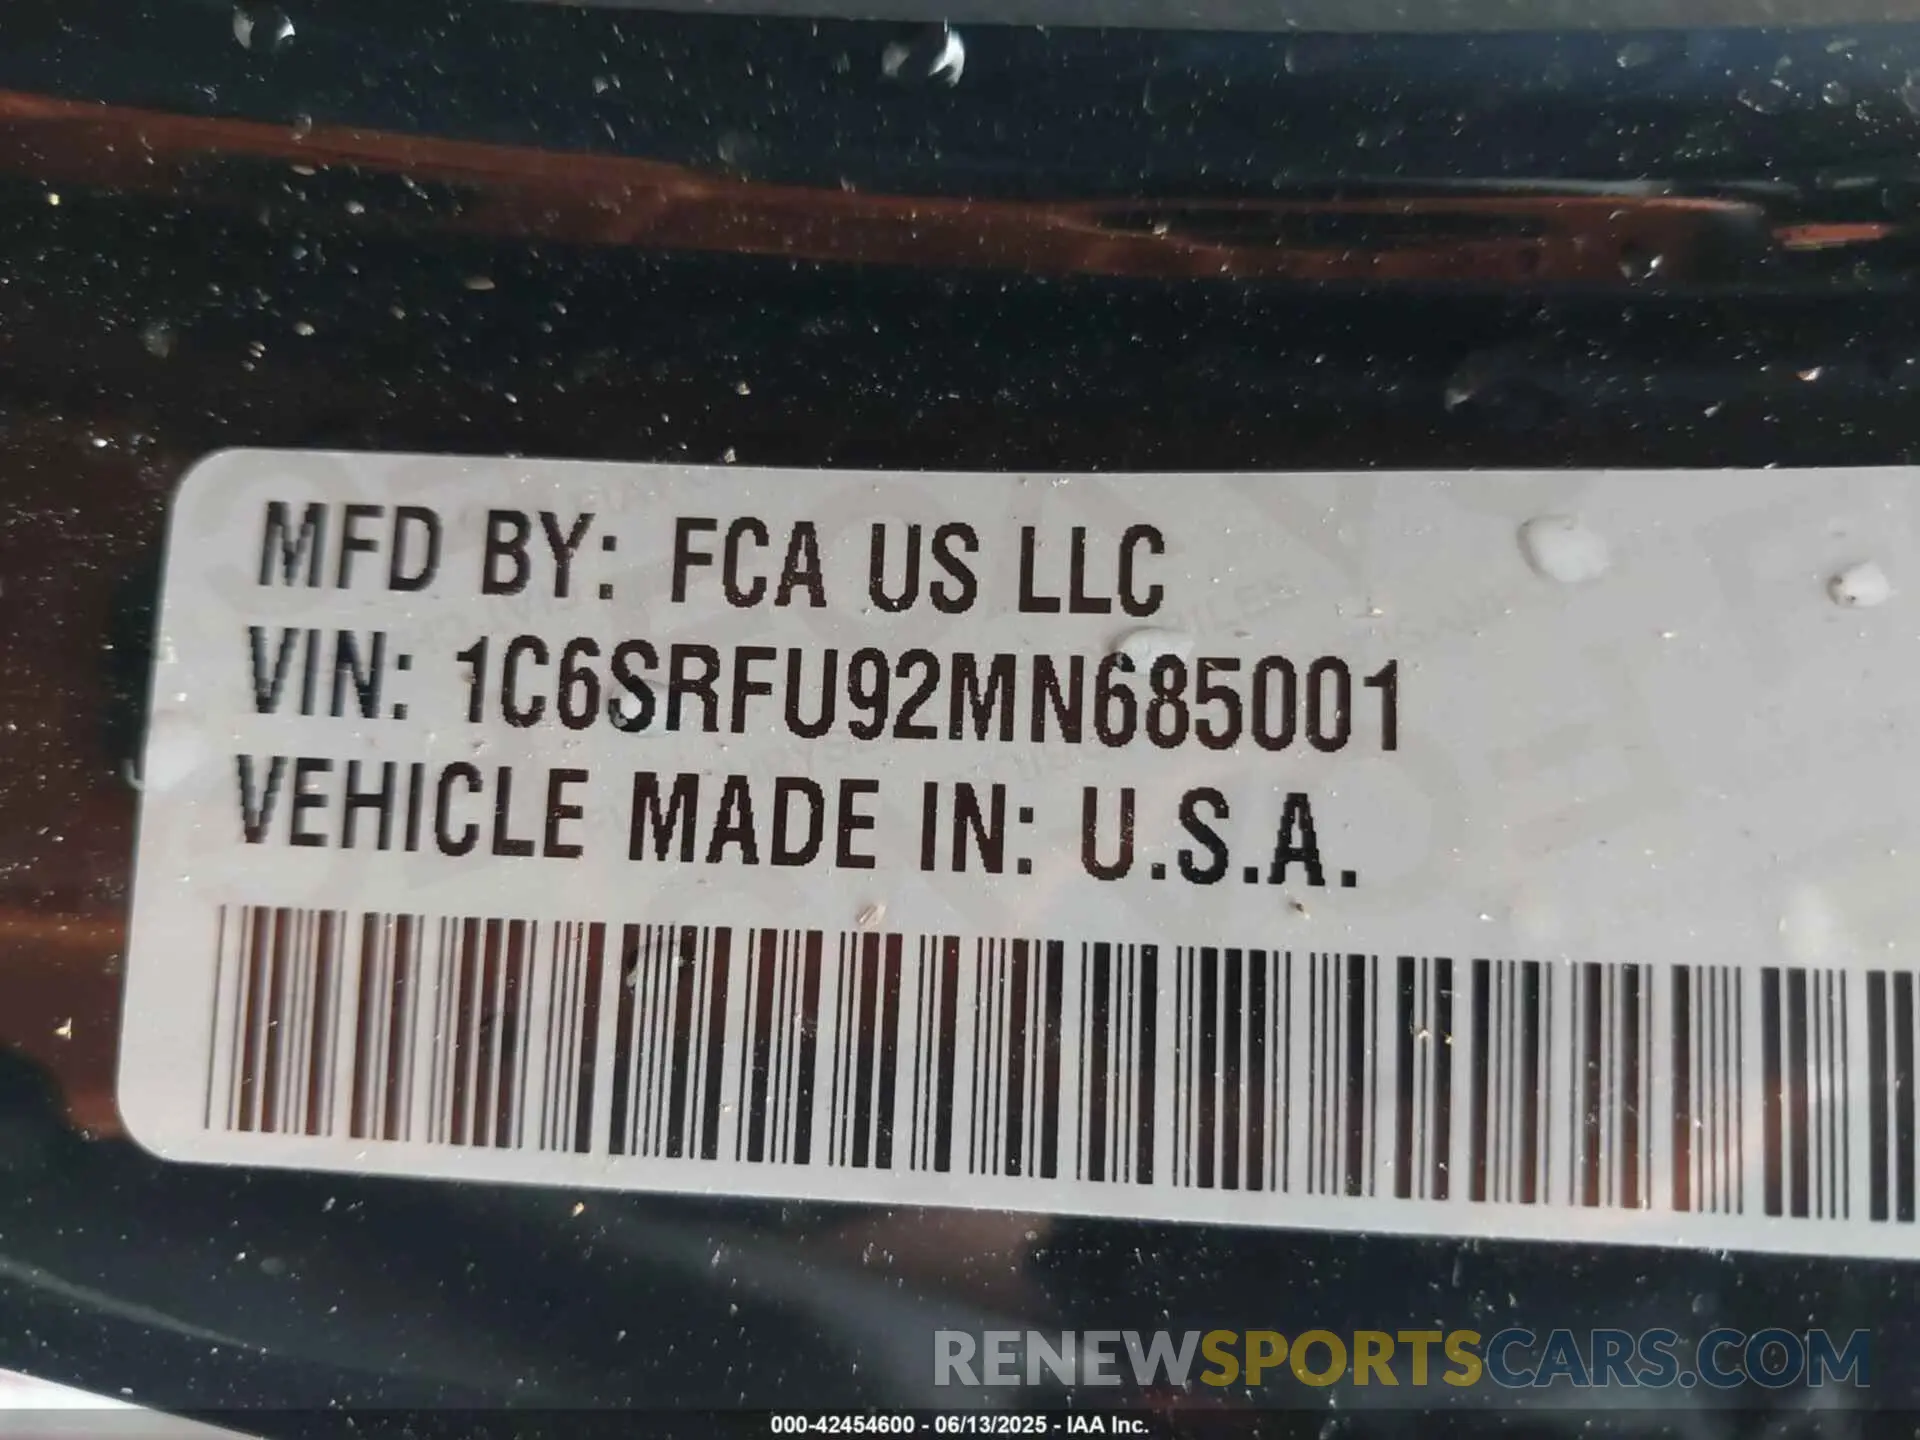 MFD BY: FCA US LLC
VIN: 1C6SRFU92MN685001
VEHICLE MADE IN: U.S.A.
RENEWSPORTSCARS.COM
000-42454600 - 06/13/2025 - IAA Inc.